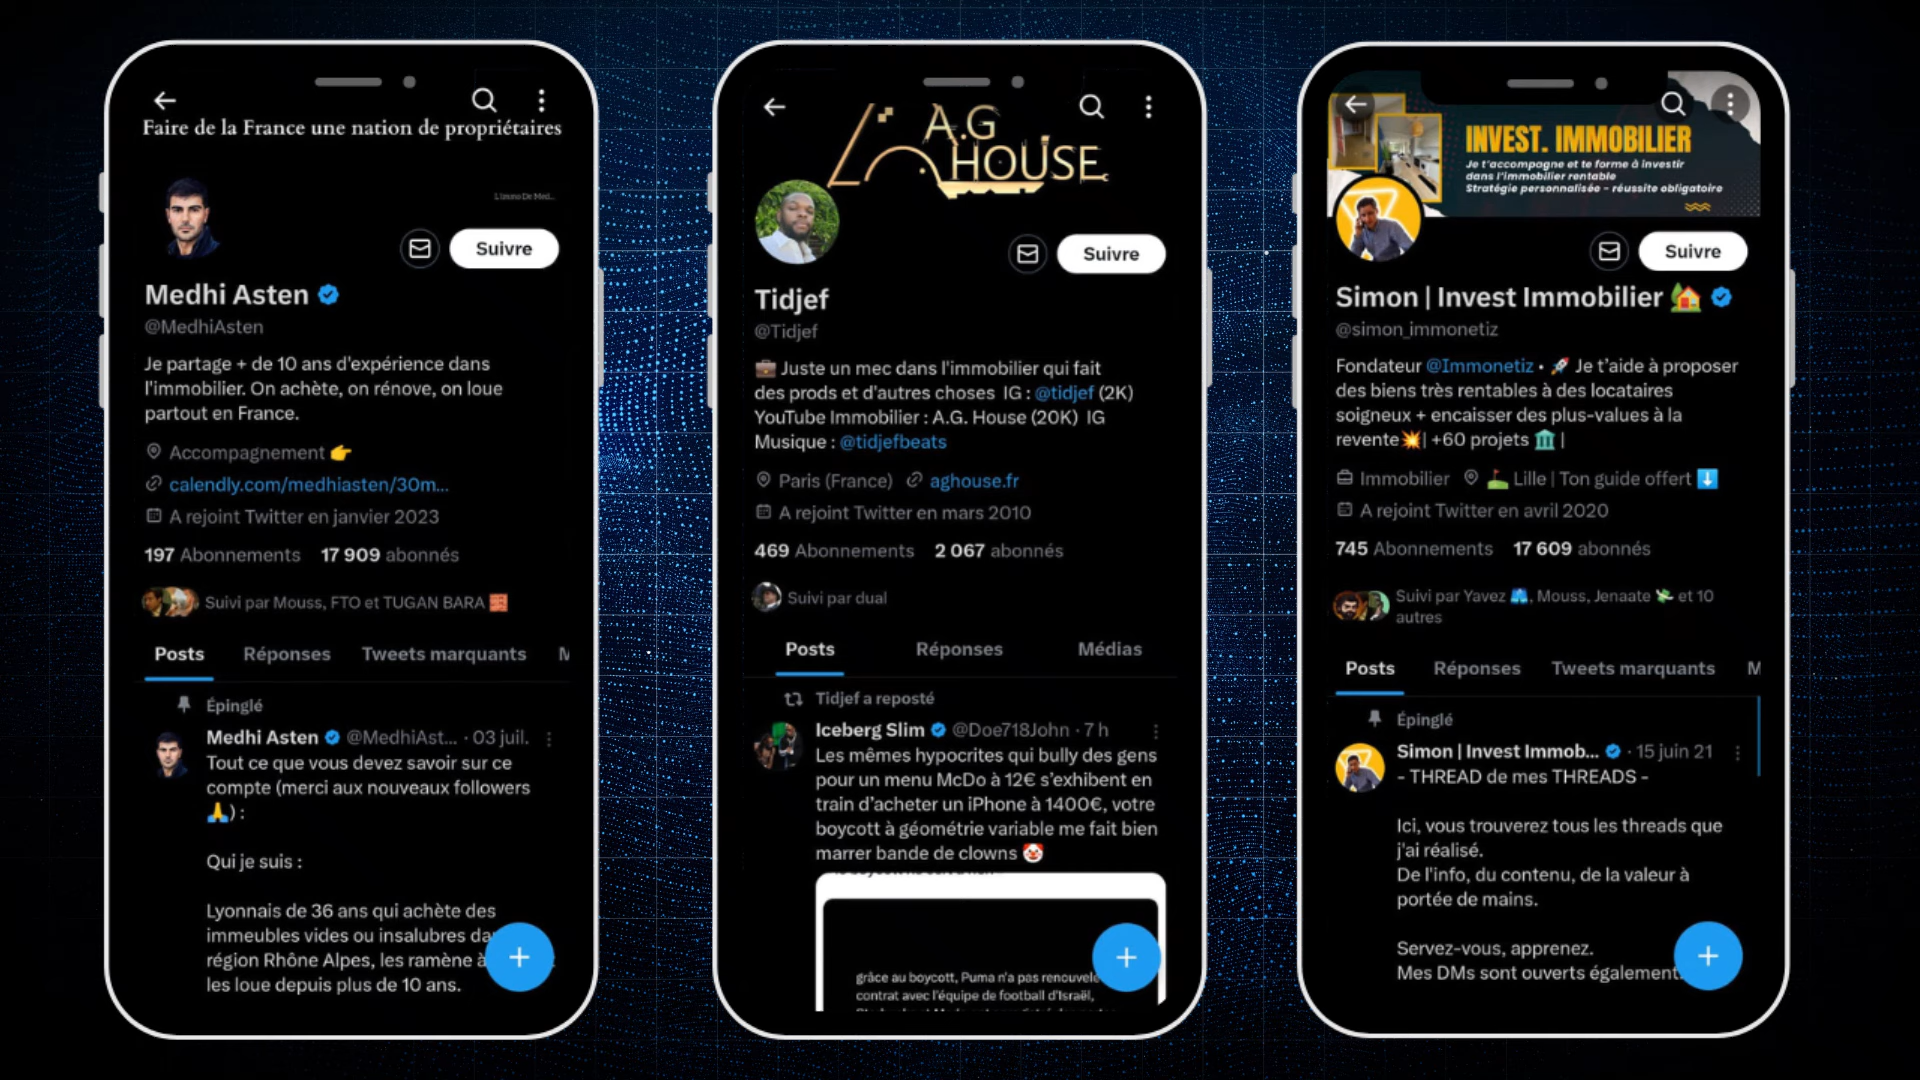 Faire de la France une nation de propriétaires
L'immo De Med...
Suivre
Medhi Asten
@MedhiAsten
Je partage + de 10 ans d'expérience dans
l'immobilier. On achète, on rénove, on loue
partout en France.
Accompagnement 👉
calendly.com/medhiasten/30m...
A rejoint Twitter en janvier 2023
197 Abonnements 17 909 abonnés
Suivi par Mouss, FTO et TUGAN BARA 🧱
Posts Réponses Tweets marquants M
Épinglé
Medhi Asten @MedhiAst... · 03 juil.
Tout ce que vous devez savoir sur ce
compte (merci aux nouveaux followers
🙏) :
Qui je suis :
Lyonnais de 36 ans qui achète des
immeubles vides ou insalubres da
région Rhône Alpes, les ramène à
les loue depuis plus de 10 ans.
A.G
HOUSE
Suivre
Tidjef
@Tidjef
💼 Juste un mec dans l'immobilier qui fait
des prods et d'autres choses IG : @tidjef (2K)
YouTube Immobilier : A.G. House (20K) IG
Musique : @tidjefbeats
Paris (France) aghouse.fr
A rejoint Twitter en mars 2010
469 Abonnements 2 067 abonnés
Suivi par dual
Posts Réponses Médias
Tidjef a reposté
Iceberg Slim @Doe718John · 7 h
Les mêmes hypocrites qui bully des gens
pour un menu McDo à 12€ s'exhibent en
train d'acheter un iPhone à 1400€, votre
boycott à géométrie variable me fait bien
marrer bande de clowns 🤡
grâce au boycott, Puma n'a pas renouvelé
contrat avec l'équipe de football d'Israël,
INVEST. IMMOBILIER
Je t'accompagne et te forme à investir
dans l'immobilier rentable
Stratégie personnalisée - réussite obligatoire
Suivre
Simon | Invest Immobilier 🏡
@simon_immonetiz
Fondateur @Immonetiz • 🚀 Je t'aide à proposer
des biens très rentables à des locataires
soigneux + encaisser des plus-values à la
revente💥| +60 projets 🏛️ |
Immobilier ⛳ Lille | Ton guide offert ⬇️
A rejoint Twitter en avril 2020
745 Abonnements 17 609 abonnés
Suivi par Yavez 🩳, Mouss, Jenaate 💸 et 10
autres
Posts Réponses Tweets marquants M
Épinglé
Simon | Invest Immob... · 15 juin 21
- THREAD de mes THREADS -
Ici, vous trouverez tous les threads que
j'ai réalisé.
De l'info, du contenu, de la valeur à
portée de mains.
Servez-vous, apprenez.
Mes DMs sont ouverts également.